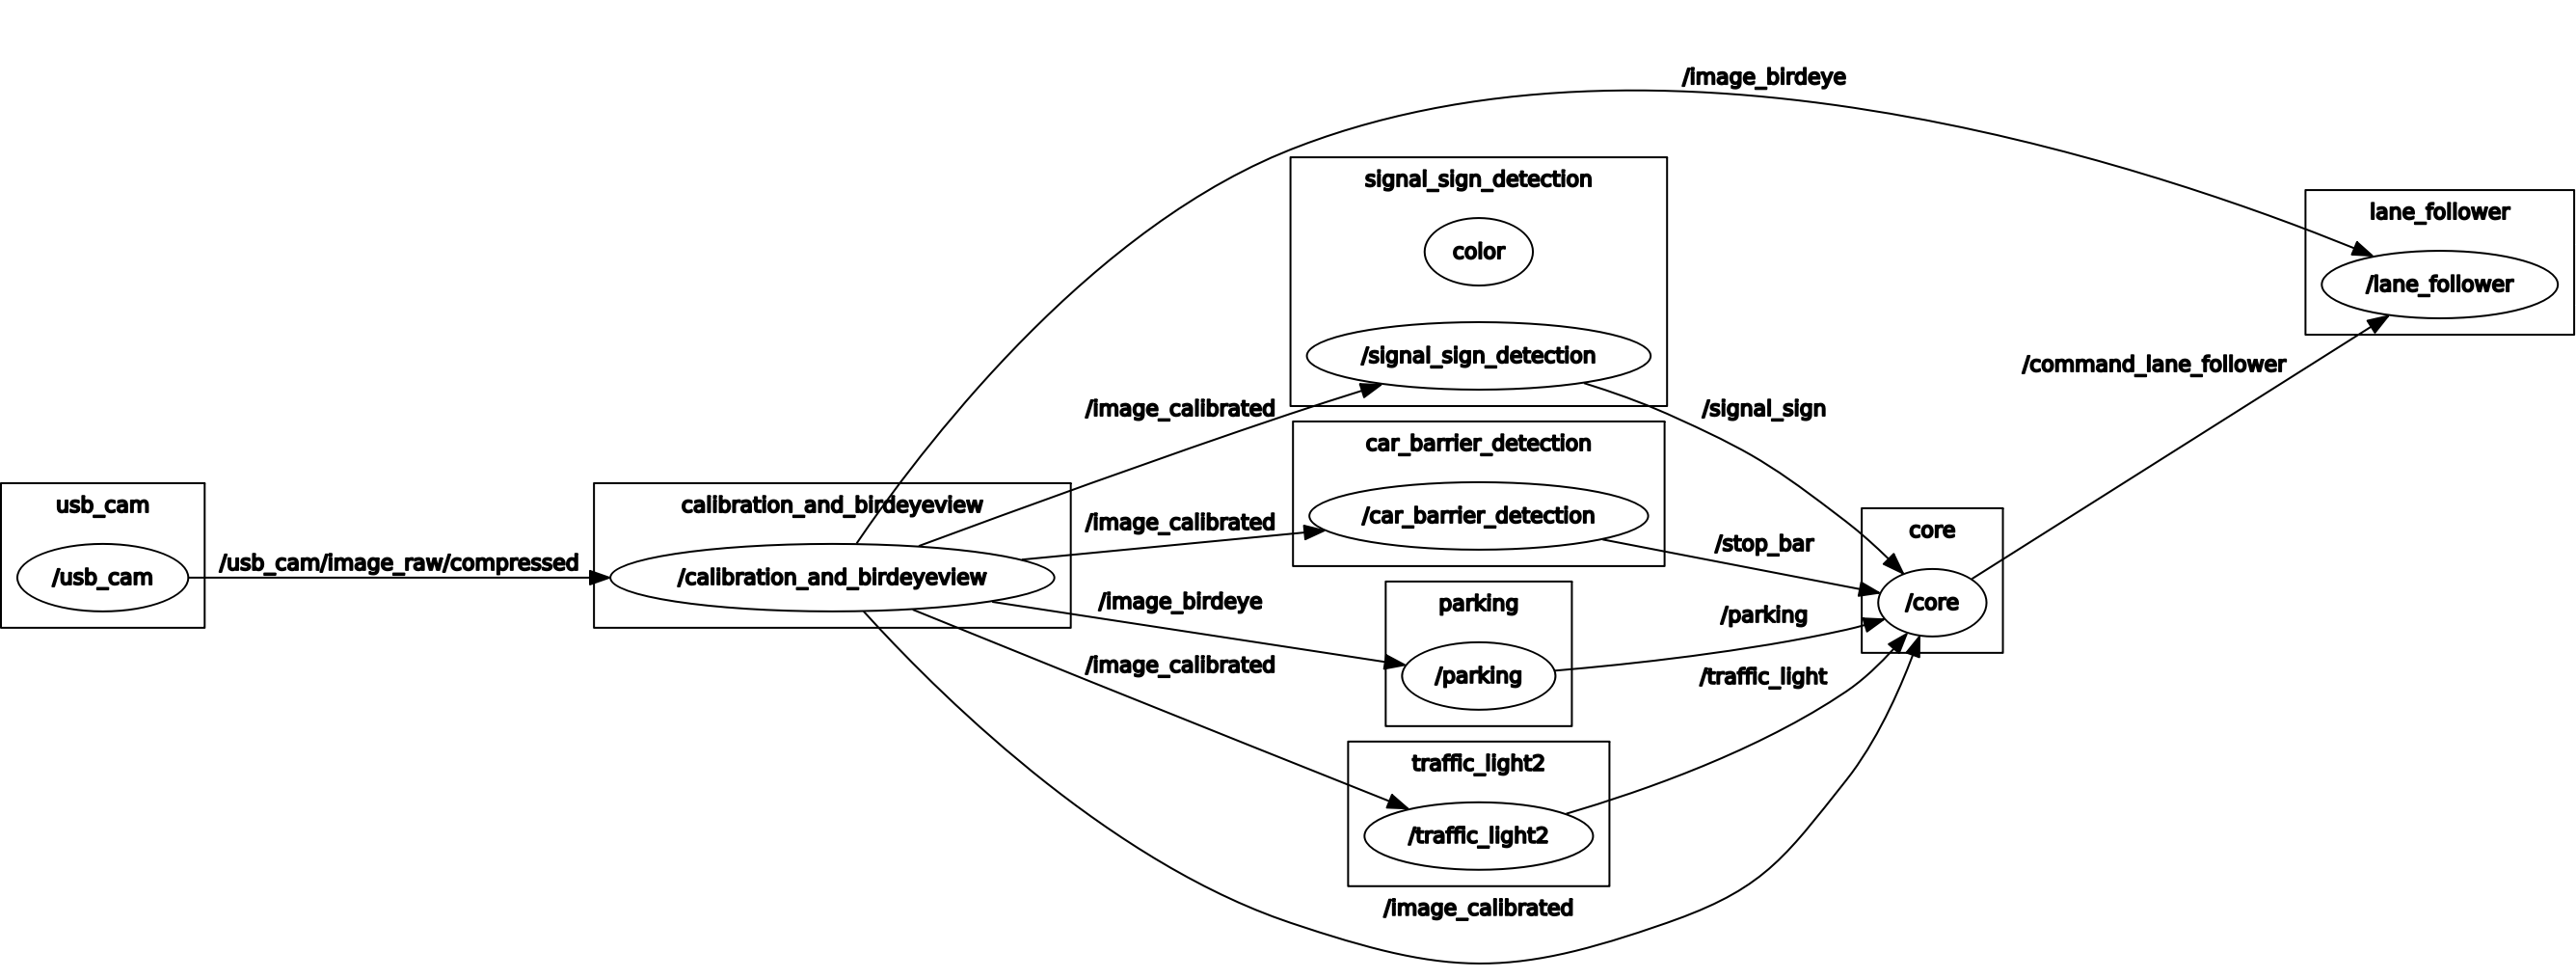 /image_birdeye
signal_sign_detection
color
/signal_sign_detection
lane_follower
/lane_follower
/command_lane_follower
/image_calibrated
/signal_sign
car_barrier_detection
/car_barrier_detection
usb_cam
/usb_cam
/usb_cam/image_raw/compressed
calibration_and_birdeyeview
/calibration_and_birdeyeview
/image_calibrated
/stop_bar
core
/core
/image_birdeye
parking
/parking
/parking
/image_calibrated
/traffic_light
traffic_light2
/traffic_light2
/image_calibrated